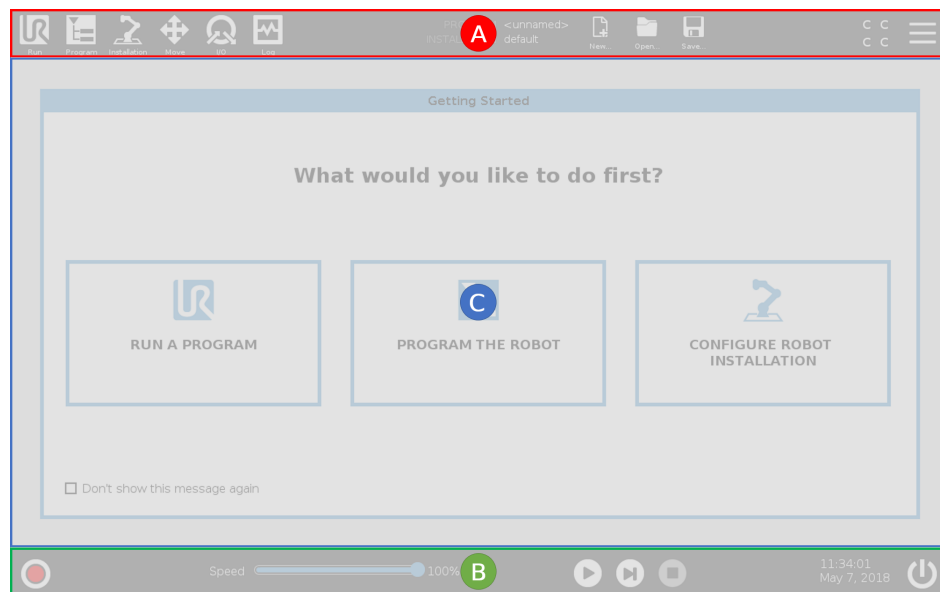 Run Program Installation Move I/O Log
A
<unnamed>
default
New... Open... Save...
C C
C C
Getting Started
What would you like to do first?
RUN A PROGRAM
C
PROGRAM THE ROBOT
CONFIGURE ROBOT
INSTALLATION
Don't show this message again
Speed 100%
B
11:34:01
May 7, 2018